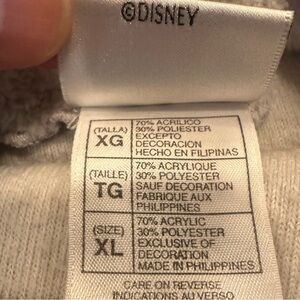 ©DISNEY
(TALLA)
XG
70% ACRILICO
30% POLIESTER
EXCEPTO
DECORACION
HECHO EN FILIPINAS
(TAILLE)
TG
70% ACRYLIQUE
30% POLYESTER
SAUF DECORATION
FABRIQUE AUX
PHILIPPINES
(SIZE)
XL
70% ACRYLIC
30% POLYESTER
EXCLUSIVE OF
DECORATION
MADE IN PHILIPPINES
CARE ON REVERSE
INDICATIONS AU VERSO